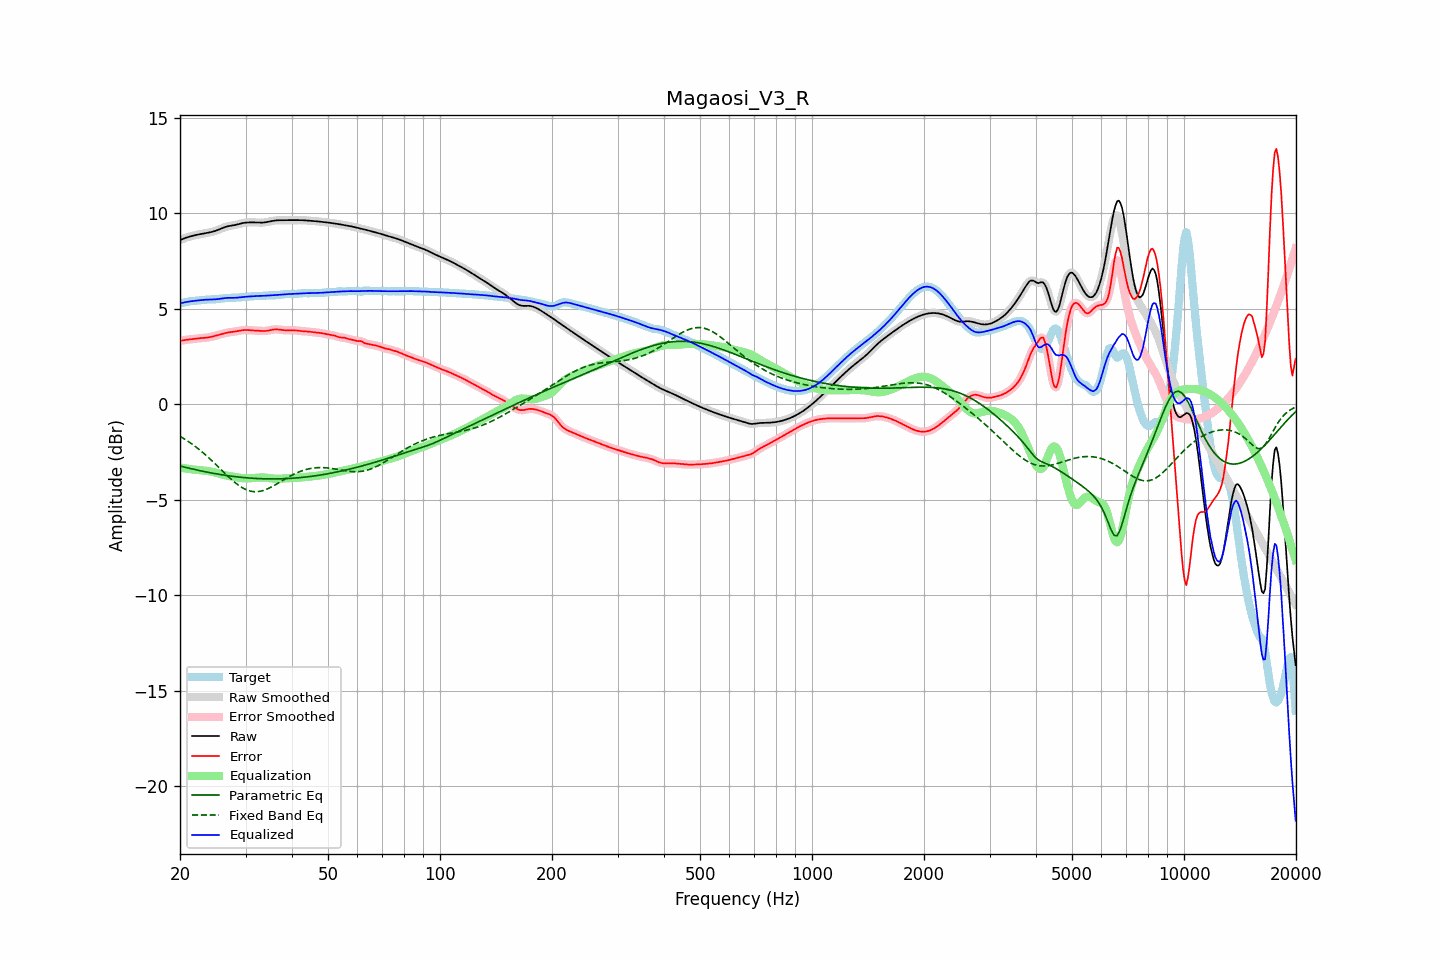 Magaosi_V3_R
15
10
5
0
−5
−10
−15
−20
Amplitude (dBr)
Target
Raw Smoothed
Error Smoothed
Raw
Error
Equalization
Parametric Eq
Fixed Band Eq
Equalized
20 50 100 200 500 1000 2000 5000 10000 20000
Frequency (Hz)